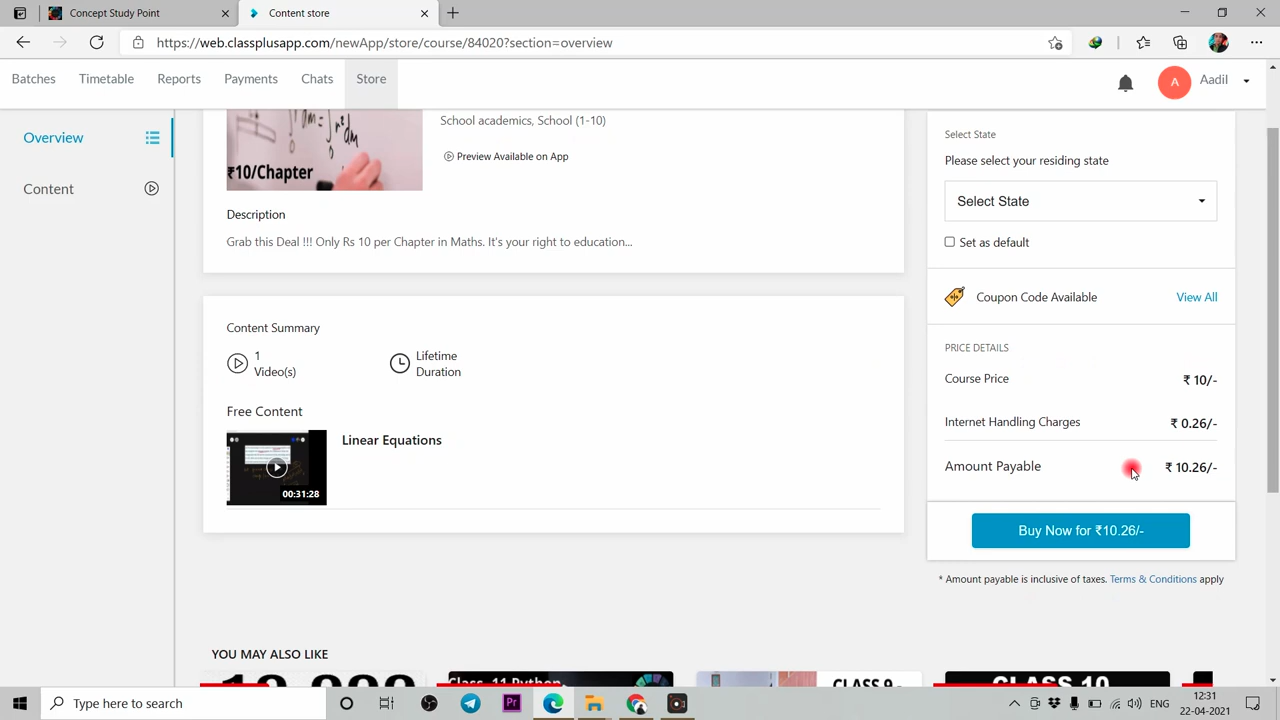 Concept Study Point
Content store
https://web.classplusapp.com/newApp/store/course/84020?section=overview
Batches
Timetable
Reports
Payments
Chats
Store
A
Aadil
Overview
Content
₹10/Chapter
School academics, School (1-10)
Preview Available on App
Description
Grab this Deal !!! Only Rs 10 per Chapter in Maths. It's your right to education...
Content Summary
1
Video(s)
Lifetime
Duration
Free Content
00:31:28
Linear Equations
Select State
Please select your residing state
Select State
Set as default
Coupon Code Available
View All
PRICE DETAILS
Course Price
₹ 10/-
Internet Handling Charges
₹ 0.26/-
Amount Payable
₹ 10.26/-
Buy Now for ₹10.26/-
* Amount payable is inclusive of taxes. Terms & Conditions apply
YOU MAY ALSO LIKE
Class-11 Python
CLASS 9
CLASS 10
Type here to search
Pr
ENG
12:31
22-04-2021